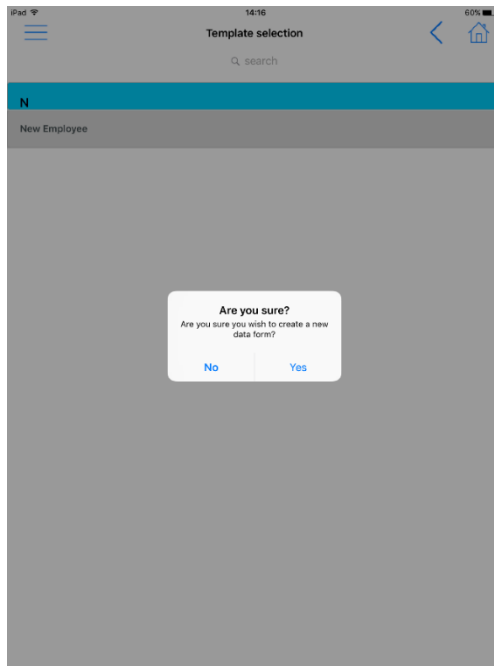 iPad 14:16 60%
Template selection
search
N
New Employee
Are you sure?
Are you sure you wish to create a new
data form?
No Yes